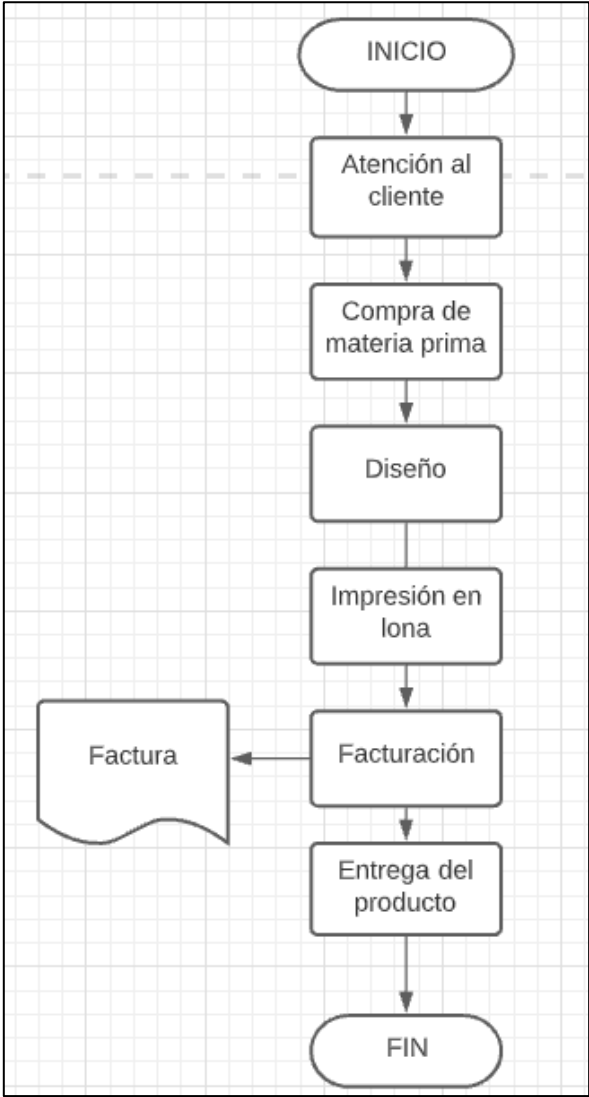 INICIO
Atención al
cliente
Compra de
materia prima
Diseño
Impresión en
lona
Factura
Facturación
Entrega del
producto
FIN